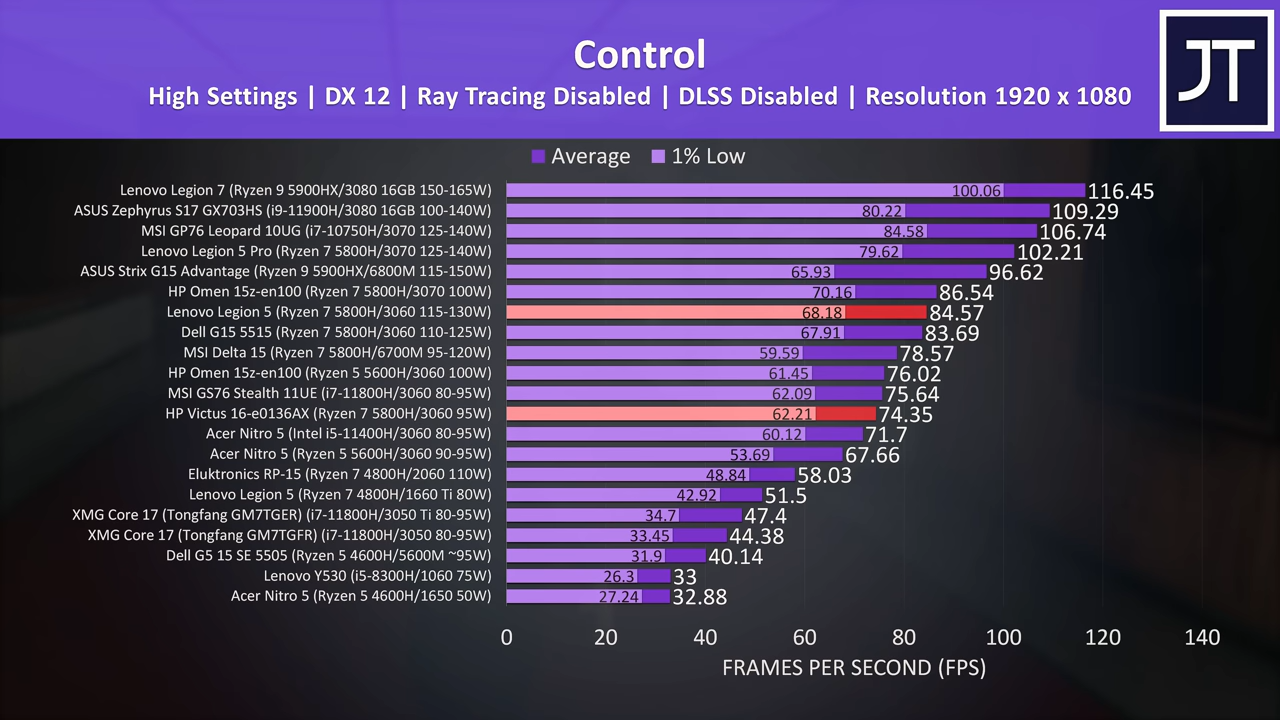 Control
JT
High Settings | DX 12 | Ray Tracing Disabled | DLSS Disabled | Resolution 1920 x 1080
Average 1% Low
Lenovo Legion 7 (Ryzen 9 5900HX/3080 16GB 150-165W) 100.06 116.45
ASUS Zephyrus S17 GX703HS (i9-11900H/3080 16GB 100-140W) 80.22 109.29
MSI GP76 Leopard 10UG (i7-10750H/3070 125-140W) 84.58 106.74
Lenovo Legion 5 Pro (Ryzen 7 5800H/3070 125-140W) 79.62 102.21
ASUS Strix G15 Advantage (Ryzen 9 5900HX/6800M 115-150W) 65.93 96.62
HP Omen 15z-en100 (Ryzen 7 5800H/3070 100W) 70.16 86.54
Lenovo Legion 5 (Ryzen 7 5800H/3060 115-130W) 68.18 84.57
Dell G15 5515 (Ryzen 7 5800H/3060 110-125W) 67.91 83.69
MSI Delta 15 (Ryzen 7 5800H/6700M 95-120W) 59.59 78.57
HP Omen 15z-en100 (Ryzen 5 5600H/3060 100W) 61.45 76.02
MSI GS76 Stealth 11UE (i7-11800H/3060 80-95W) 62.09 75.64
HP Victus 16-e0136AX (Ryzen 7 5800H/3060 95W) 62.21 74.35
Acer Nitro 5 (Intel i5-11400H/3060 80-95W) 60.12 71.7
Acer Nitro 5 (Ryzen 5 5600H/3060 90-95W) 53.69 67.66
Eluktronics RP-15 (Ryzen 7 4800H/2060 110W) 48.84 58.03
Lenovo Legion 5 (Ryzen 7 4800H/1660 Ti 80W) 42.92 51.5
XMG Core 17 (Tongfang GM7TGER) (i7-11800H/3050 Ti 80-95W) 34.7 47.4
XMG Core 17 (Tongfang GM7TGFR) (i7-11800H/3050 80-95W) 33.45 44.38
Dell G5 15 SE 5505 (Ryzen 5 4600H/5600M ~95W) 31.9 40.14
Lenovo Y530 (i5-8300H/1060 75W) 26.3 33
Acer Nitro 5 (Ryzen 5 4600H/1650 50W) 27.24 32.88
0 20 40 60 80 100 120 140
FRAMES PER SECOND (FPS)